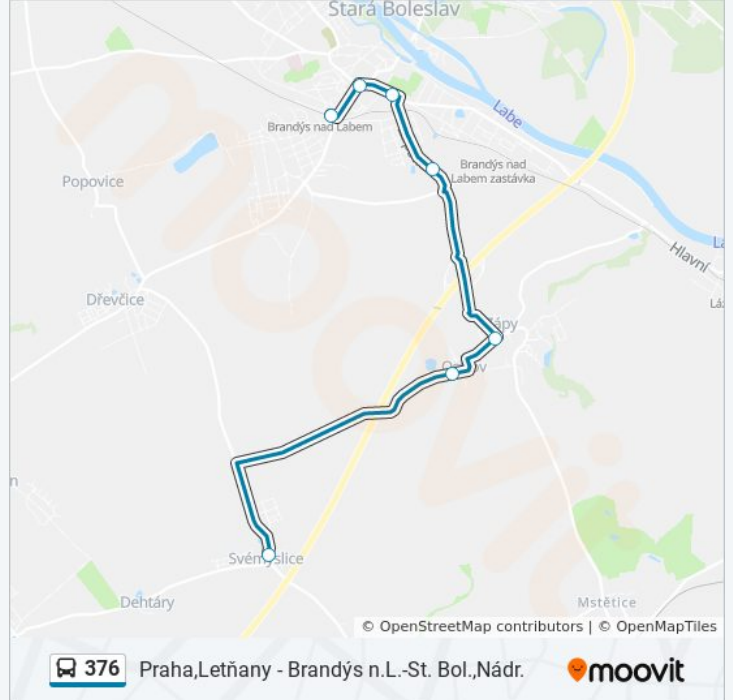 Stará Boleslav
Labe
Brandýs nad Labem
Brandýs nad
Labem zastávka
Popovice
Hlavní
Dřevčice
Svémyslice
Dehtáry
Mstětice
© OpenStreetMap contributors | © OpenMapTiles
376 Praha,Letňany - Brandýs n.L.-St. Bol.,Nádr.
moovit